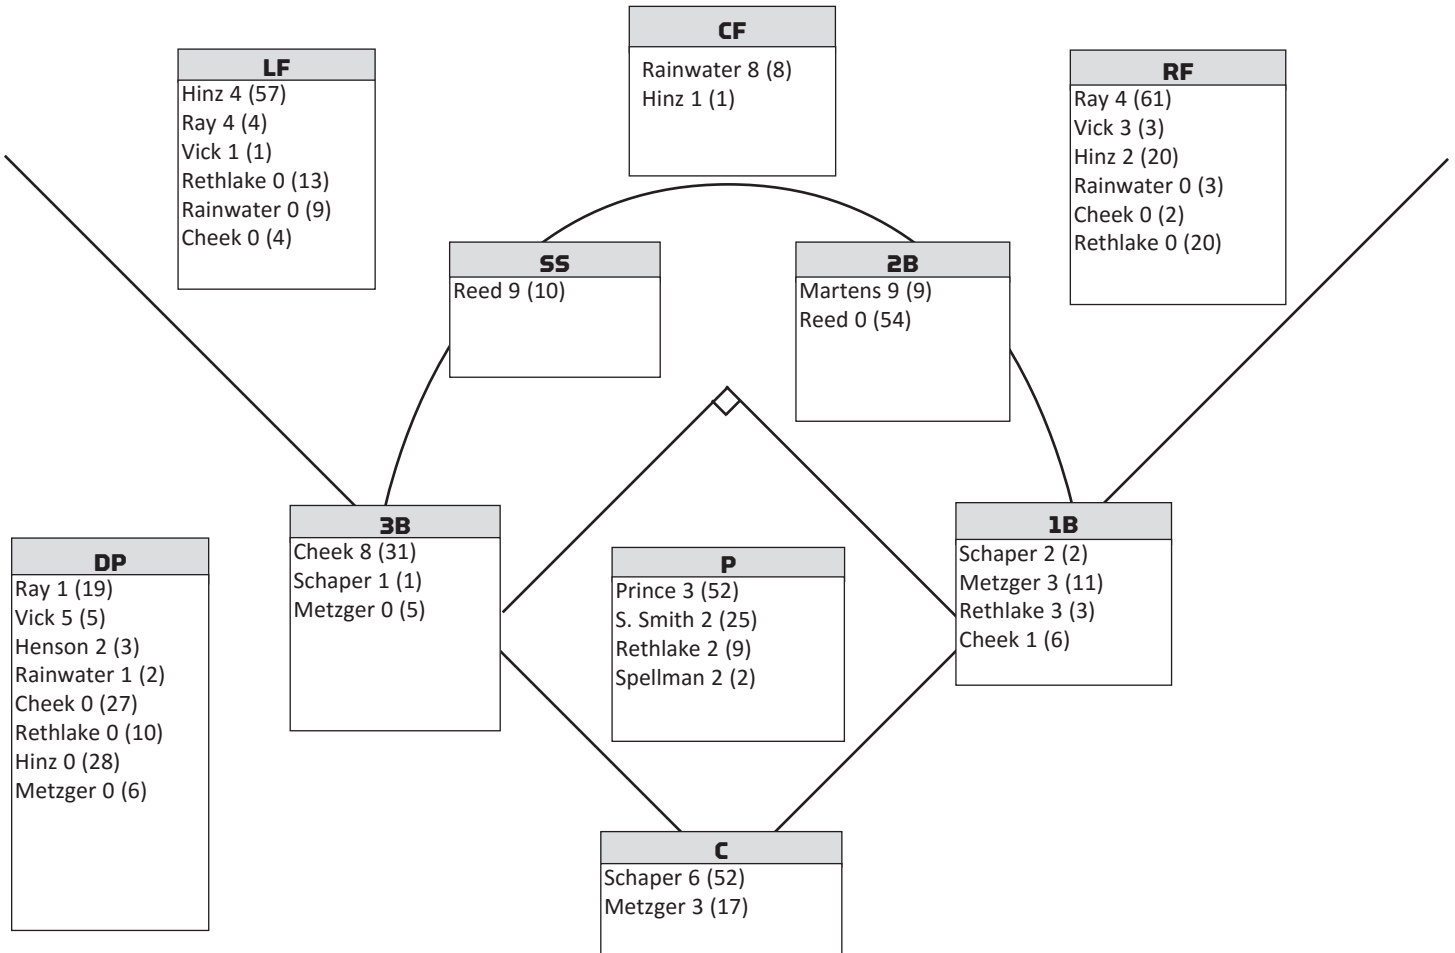 CF
Rainwater 8 (8)
Hinz 1 (1)
LF
Hinz 4 (57)
Ray 4 (4)
Vick 1 (1)
Rethlake 0 (13)
Rainwater 0 (9)
Cheek 0 (4)
RF
Ray 4 (61)
Vick 3 (3)
Hinz 2 (20)
Rainwater 0 (3)
Cheek 0 (2)
Rethlake 0 (20)
SS
Reed 9 (10)
2B
Martens 9 (9)
Reed 0 (54)
3B
Cheek 8 (31)
Schaper 1 (1)
Metzger 0 (5)
1B
Schaper 2 (2)
Metzger 3 (11)
Rethlake 3 (3)
Cheek 1 (6)
DP
Ray 1 (19)
Vick 5 (5)
Henson 2 (3)
Rainwater 1 (2)
Cheek 0 (27)
Rethlake 0 (10)
Hinz 0 (28)
Metzger 0 (6)
P
Prince 3 (52)
S. Smith 2 (25)
Rethlake 2 (9)
Spellman 2 (2)
C
Schaper 6 (52)
Metzger 3 (17)